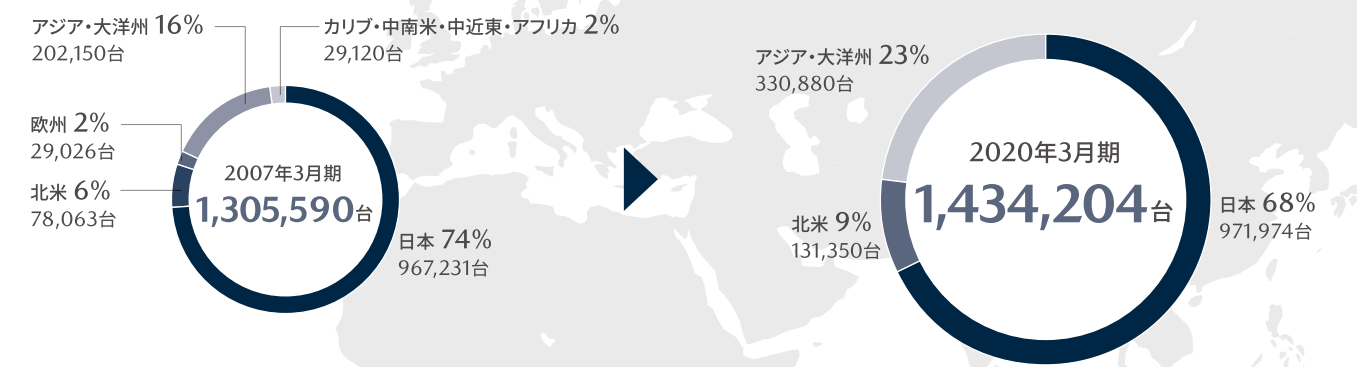 アジア・大洋州 16%
202,150台
カリブ・中南米・中近東・アフリカ 2%
29,120台
欧州 2%
29,026台
北米 6%
78,063台
2007年3月期
1,305,590台
日本 74%
967,231台
アジア・大洋州 23%
330,880台
北米 9%
131,350台
2020年3月期
1,434,204台
日本 68%
971,974台